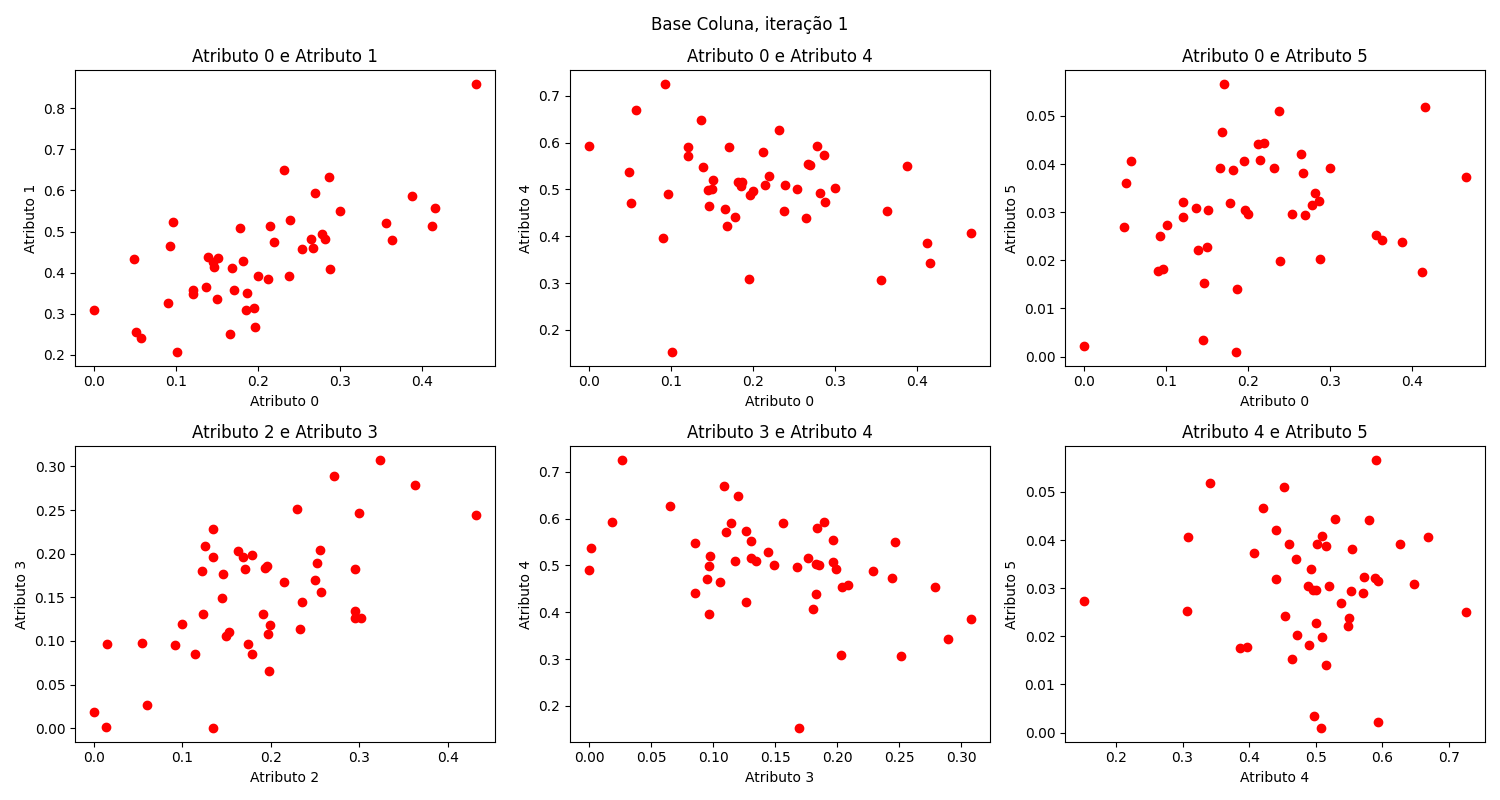 Base Coluna, iteração 1
Atributo 0 e Atributo 1
Atributo 1
0.8
0.7
0.6
0.5
0.4
0.3
0.2
0.0 0.1 0.2 0.3 0.4
Atributo 0
Atributo 0 e Atributo 4
Atributo 4
0.7
0.6
0.5
0.4
0.3
0.2
0.0 0.1 0.2 0.3 0.4
Atributo 0
Atributo 0 e Atributo 5
Atributo 5
0.05
0.04
0.03
0.02
0.01
0.00
0.0 0.1 0.2 0.3 0.4
Atributo 0
Atributo 2 e Atributo 3
Atributo 3
0.30
0.25
0.20
0.15
0.10
0.05
0.00
0.0 0.1 0.2 0.3 0.4
Atributo 2
Atributo 3 e Atributo 4
Atributo 4
0.7
0.6
0.5
0.4
0.3
0.2
0.00 0.05 0.10 0.15 0.20 0.25 0.30
Atributo 3
Atributo 4 e Atributo 5
Atributo 5
0.05
0.04
0.03
0.02
0.01
0.00
0.2 0.3 0.4 0.5 0.6 0.7
Atributo 4